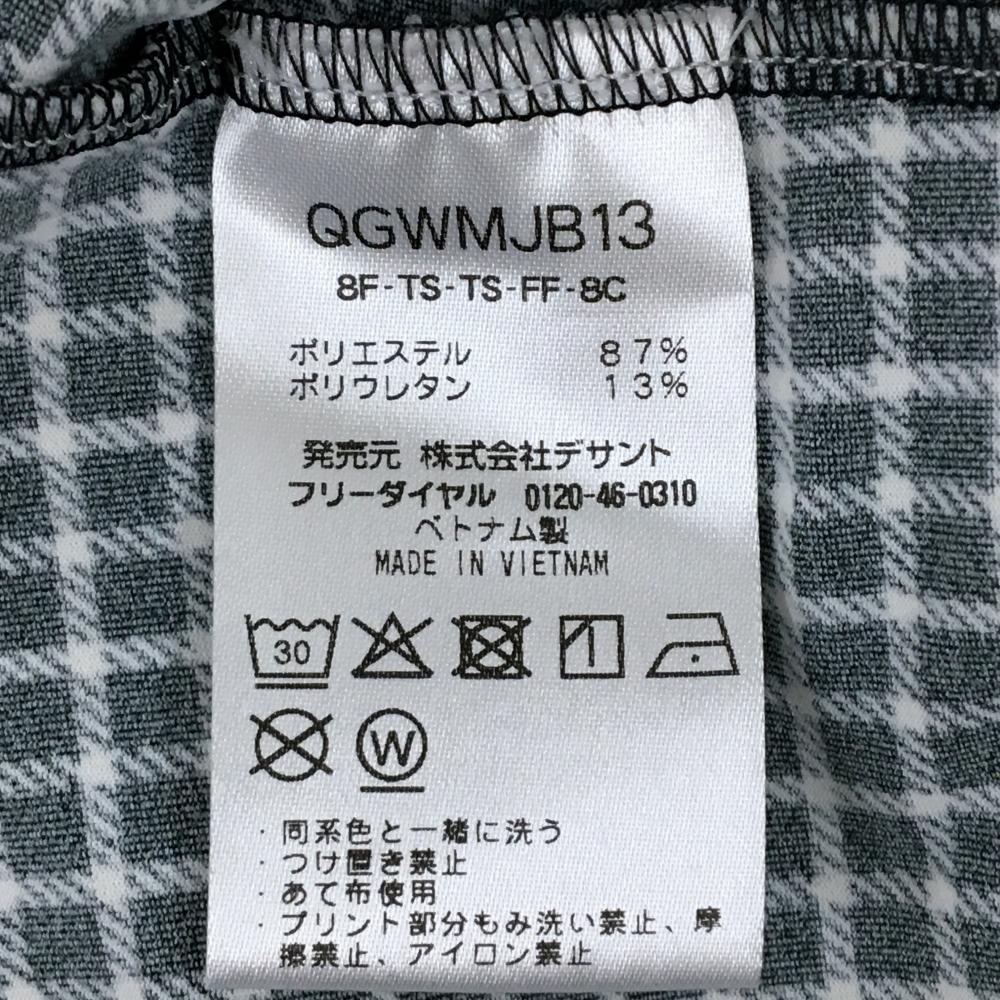 QGWMJB13
8F-TS-TS-FF-8C
ポリエステル 87%
ポリウレタン 13%
発売元 株式会社デサント
フリーダイヤル 0120-46-0310
ベトナム製
MADE IN VIETNAM
30
W
・同系色と一緒に洗う
・つけ置き禁止
・あて布使用
・プリント部分もみ洗い禁止、摩
擦禁止、アイロン禁止